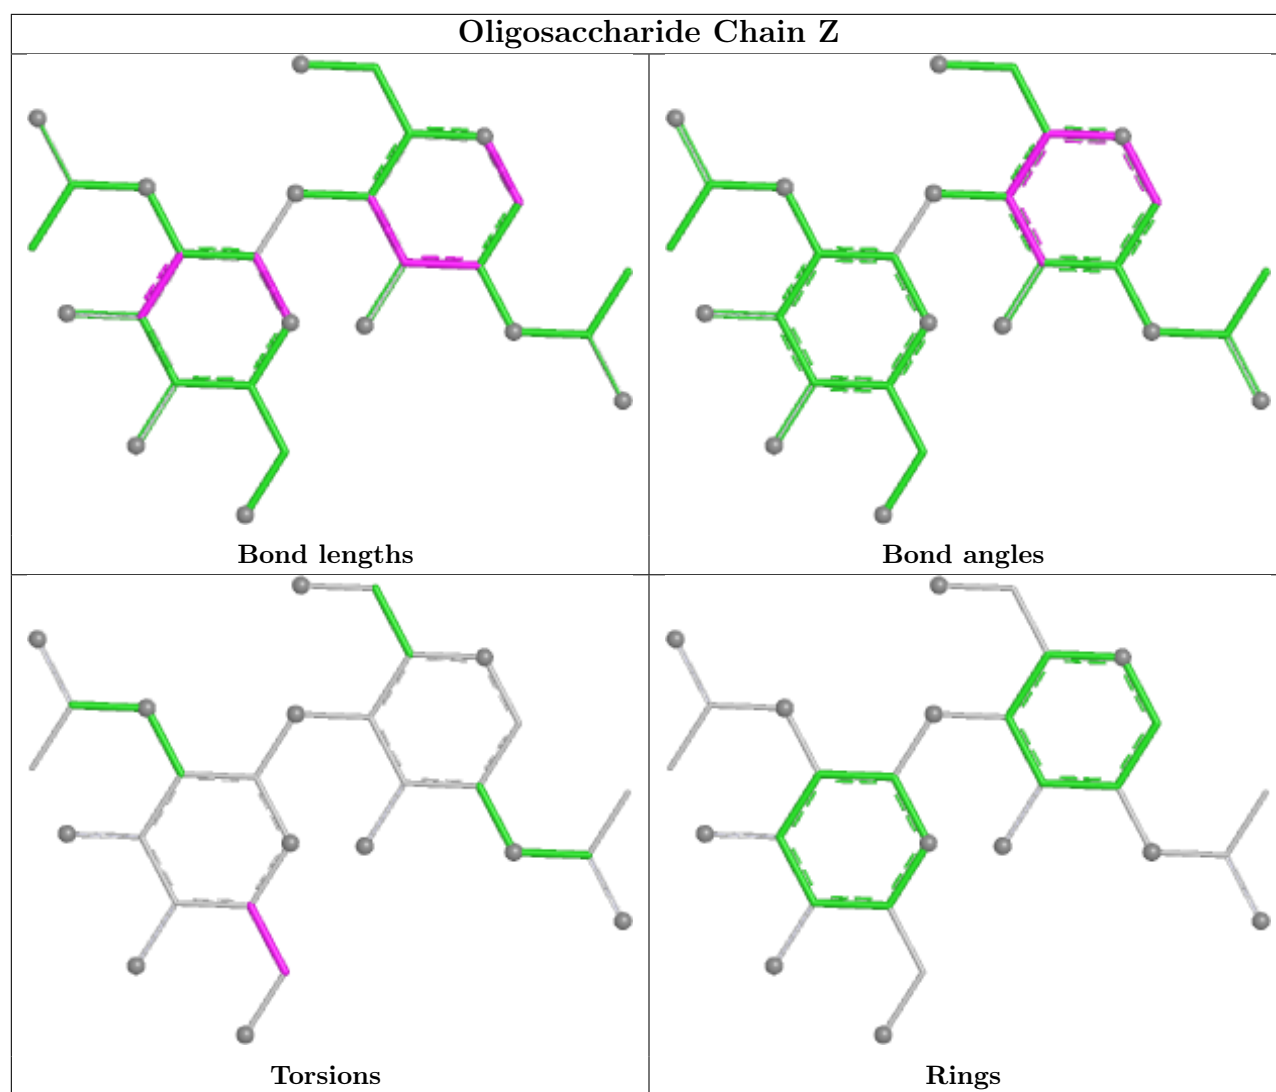 Oligosaccharide Chain Z
Bond lengths
Bond angles
Torsions
Rings